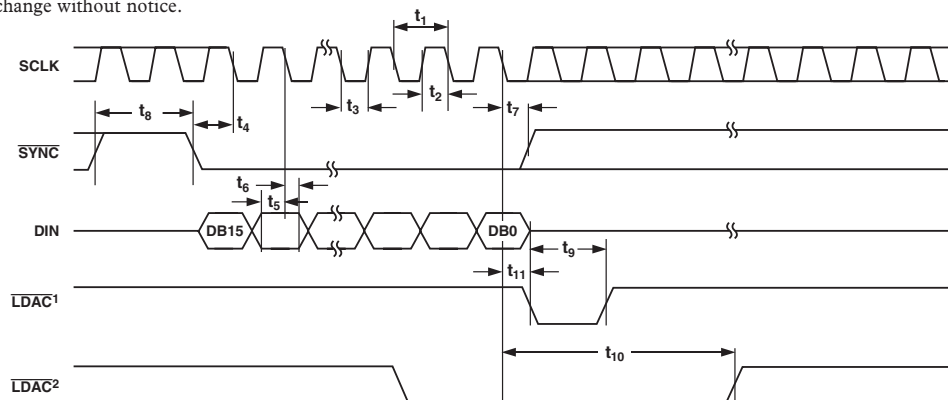 change without notice.
t1
SCLK
t3
t2
t7
t8
t4
SYNC
t6
t5
DIN
DB15
DB0
t9
t11
LDAC1
t10
LDAC2